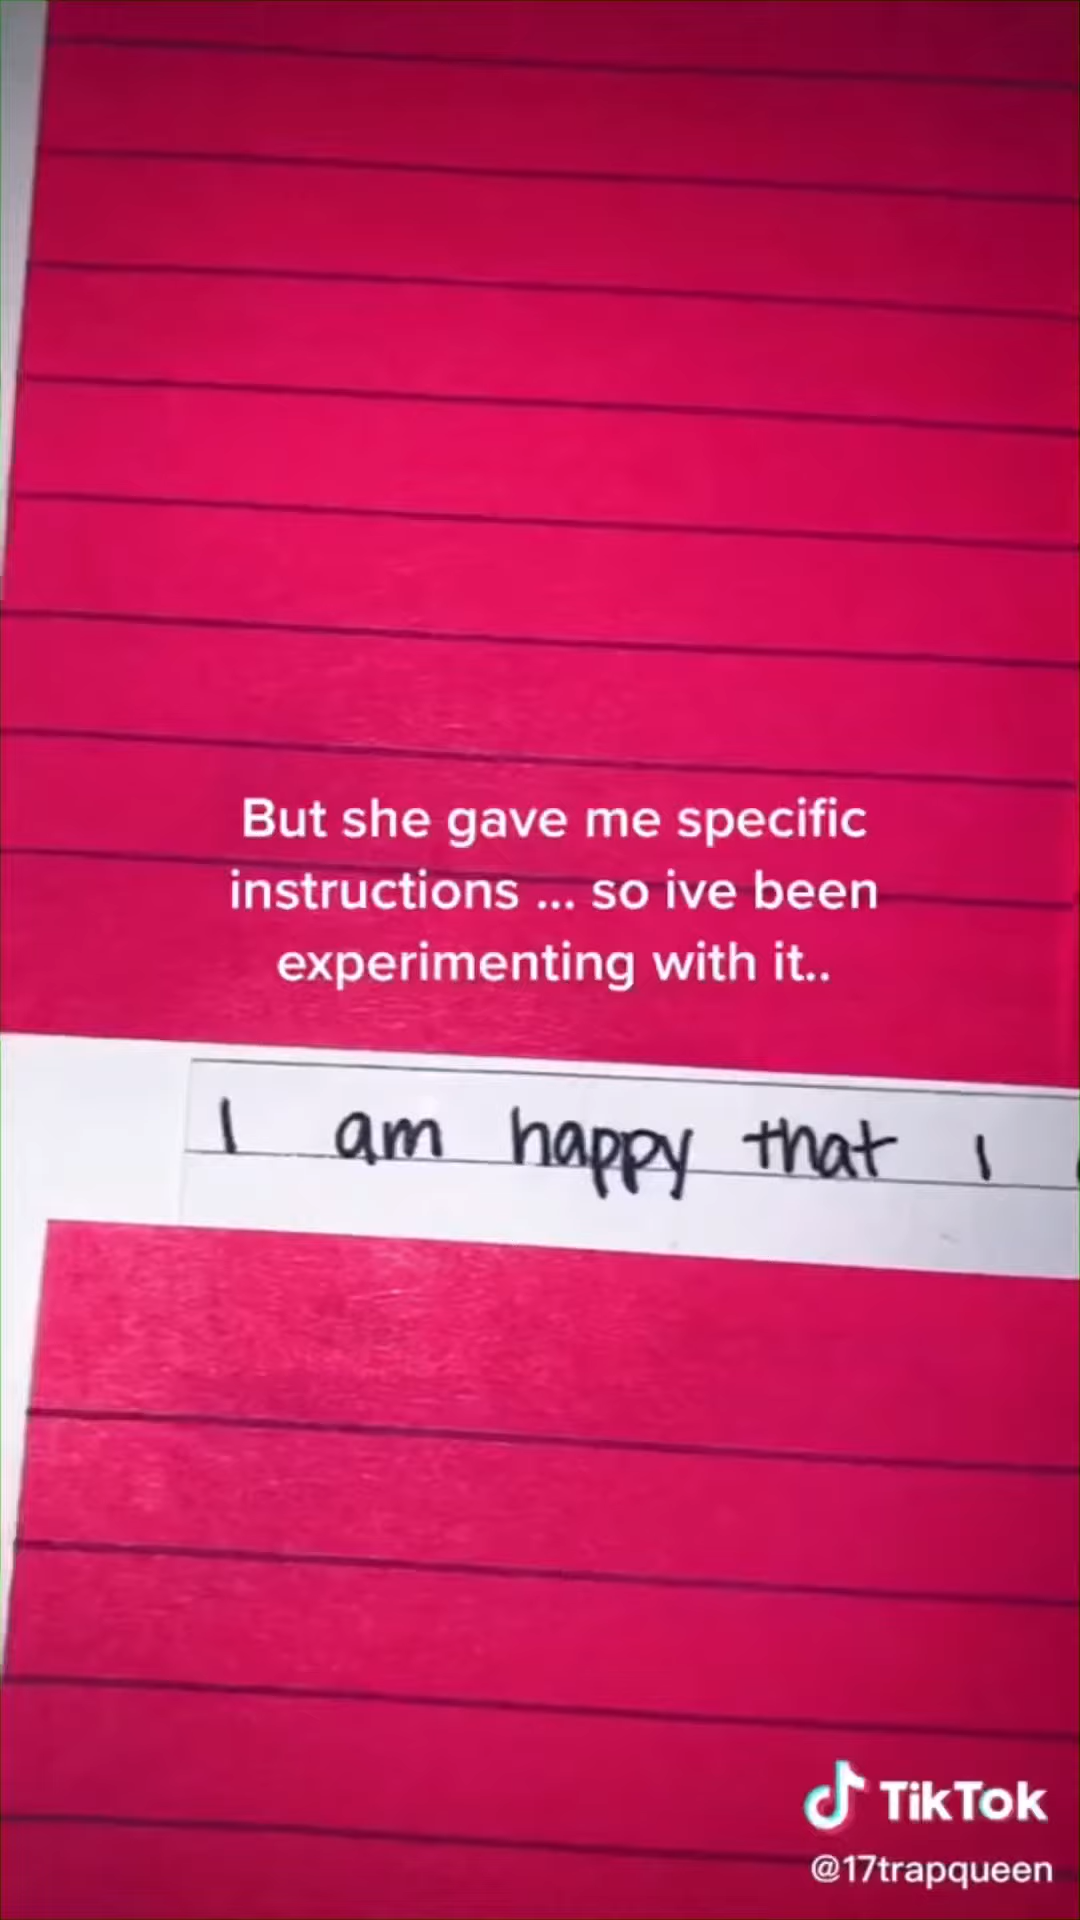 But she gave me specific
instructions ... so ive been
experimenting with it..
I am happy that I
TikTok
@17trapqueen